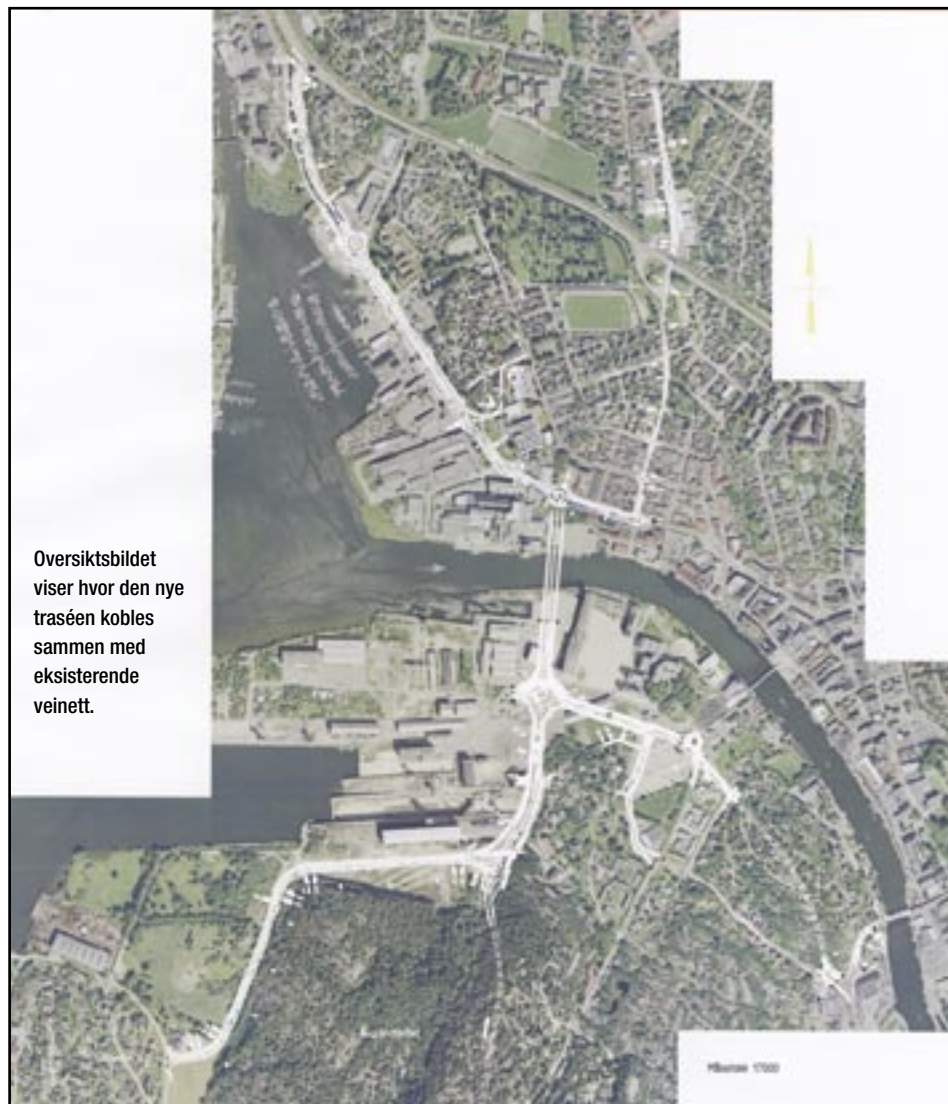 Oversiktsbildet
viser hvor den nye
traséen kobles
sammen med
eksisterende
veinett.